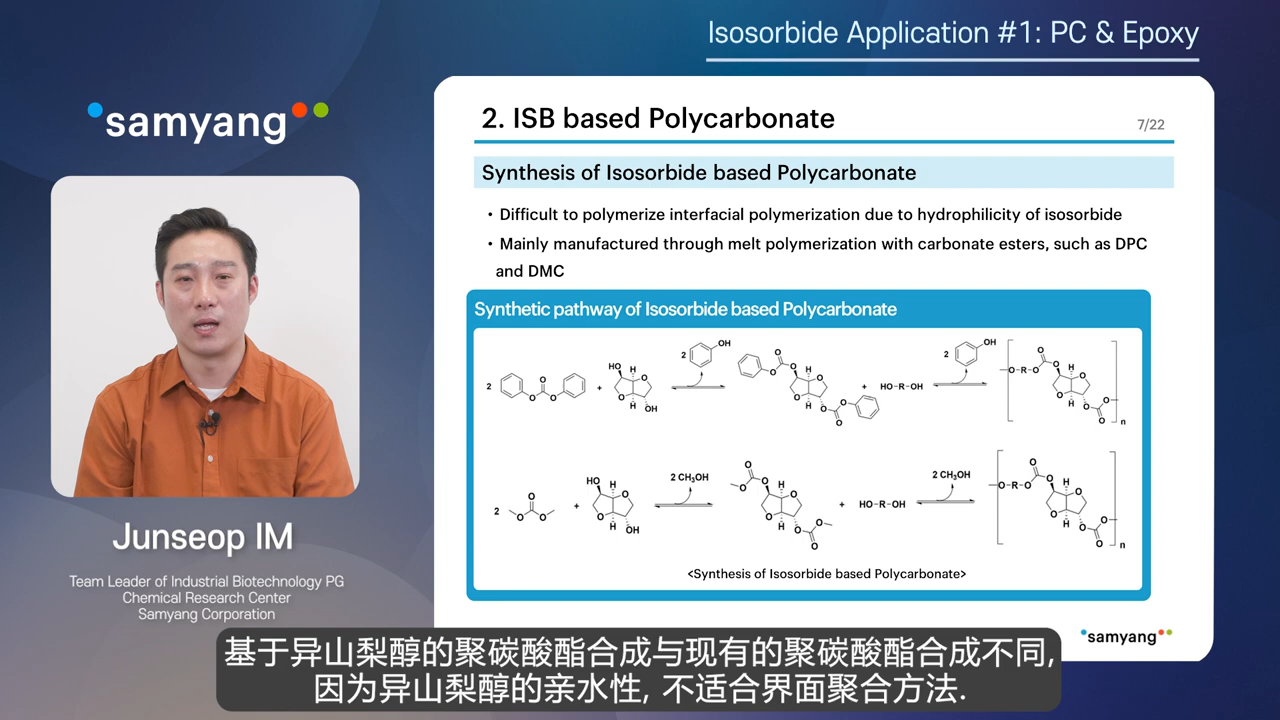 Isosorbide Application #1: PC & Epoxy
samyang
2. ISB based Polycarbonate
7/22
Synthesis of Isosorbide based Polycarbonate
• Difficult to polymerize interfacial polymerization due to hydrophilicity of isosorbide
• Mainly manufactured through melt polymerization with carbonate esters, such as DPC
and DMC
Synthetic pathway of Isosorbide based Polycarbonate
2 O O O + HO H O O H OH 2 OH O O O H O O H O O O + HO-R-OH 2 OH O-R-O O O H O O H O O O n
2 O O O + HO H O O H OH 2 CH₃OH O O O H O O H O O O + HO-R-OH 2 CH₃OH O-R-O O O H O O H O O O n
<Synthesis of Isosorbide based Polycarbonate>
Junseop IM
Team Leader of Industrial Biotechnology PG
Chemical Research Center
Samyang Corporation
samyang
基于异山梨醇的聚碳酸酯合成与现有的聚碳酸酯合成不同,
因为异山梨醇的亲水性, 不适合界面聚合方法.